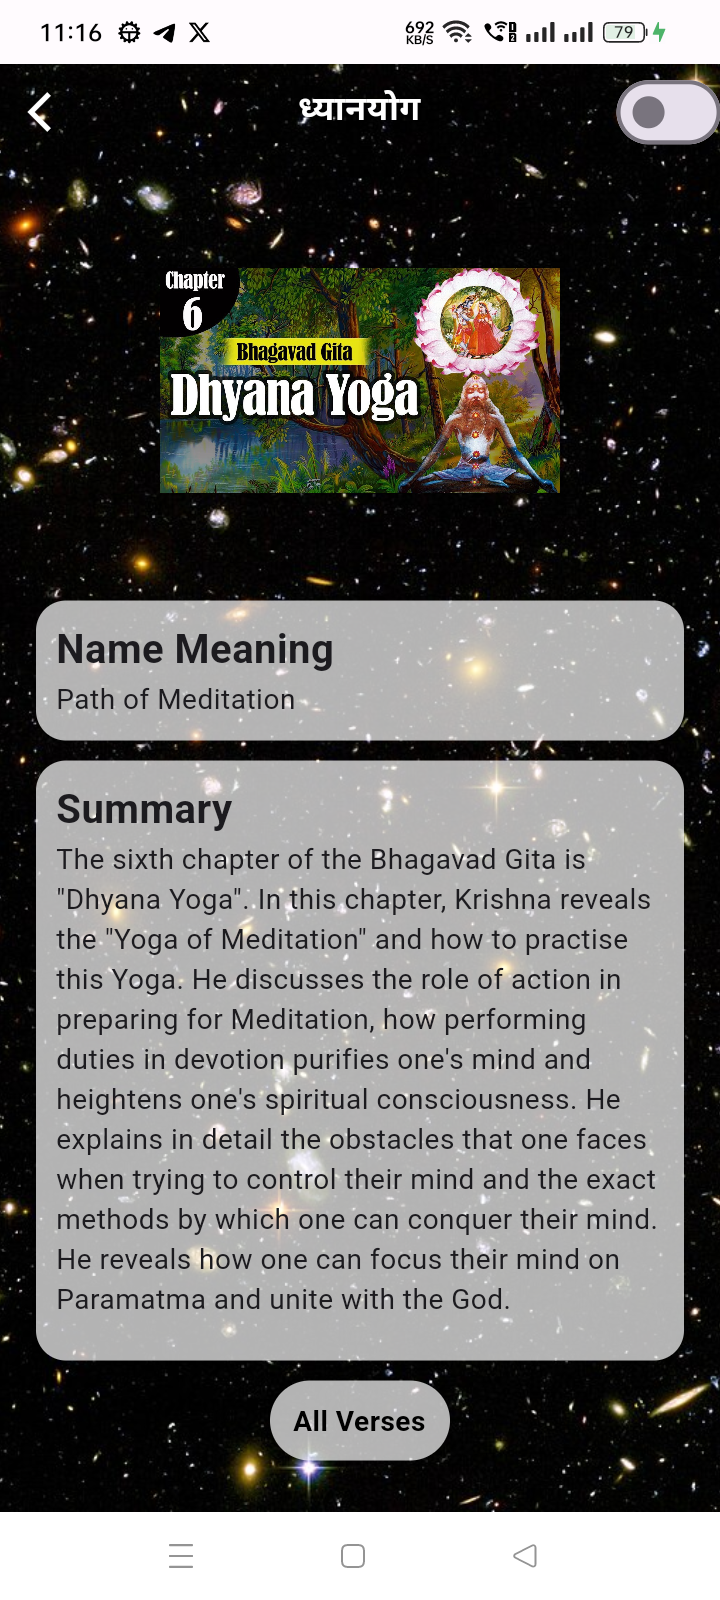 11:16
692
KB/S
1
2
79
ध्यानयोग
Chapter
6
Bhagavad Gita
Dhyana Yoga
Name Meaning
Path of Meditation
Summary
The sixth chapter of the Bhagavad Gita is
"Dhyana Yoga". In this chapter, Krishna reveals
the "Yoga of Meditation" and how to practise
this Yoga. He discusses the role of action in
preparing for Meditation, how performing
duties in devotion purifies one's mind and
heightens one's spiritual consciousness. He
explains in detail the obstacles that one faces
when trying to control their mind and the exact
methods by which one can conquer their mind.
He reveals how one can focus their mind on
Paramatma and unite with the God.
All Verses